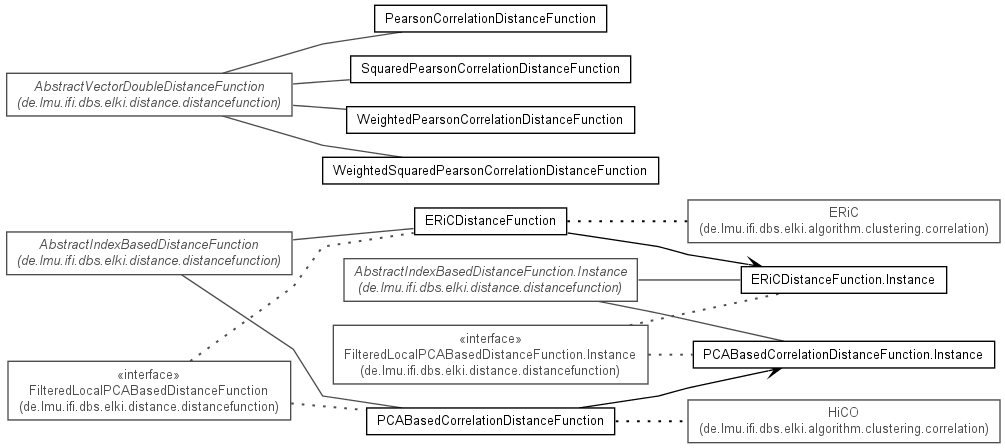 PearsonCorrelationDistanceFunction
SquaredPearsonCorrelationDistanceFunction
AbstractVectorDoubleDistanceFunction
(de.lmu.ifi.dbs.elki.distance.distancefunction)
WeightedPearsonCorrelationDistanceFunction
WeightedSquaredPearsonCorrelationDistanceFunction
ERiCDistanceFunction
ERiC
(de.lmu.ifi.dbs.elki.algorithm.clustering.correlation)
AbstractIndexBasedDistanceFunction
(de.lmu.ifi.dbs.elki.distance.distancefunction)
AbstractIndexBasedDistanceFunction.Instance
(de.lmu.ifi.dbs.elki.distance.distancefunction)
ERiCDistanceFunction.Instance
«interface»
FilteredLocalPCABasedDistanceFunction.Instance
(de.lmu.ifi.dbs.elki.distance.distancefunction)
PCABasedCorrelationDistanceFunction.Instance
«interface»
FilteredLocalPCABasedDistanceFunction
(de.lmu.ifi.dbs.elki.distance.distancefunction)
PCABasedCorrelationDistanceFunction
HiCO
(de.lmu.ifi.dbs.elki.algorithm.clustering.correlation)